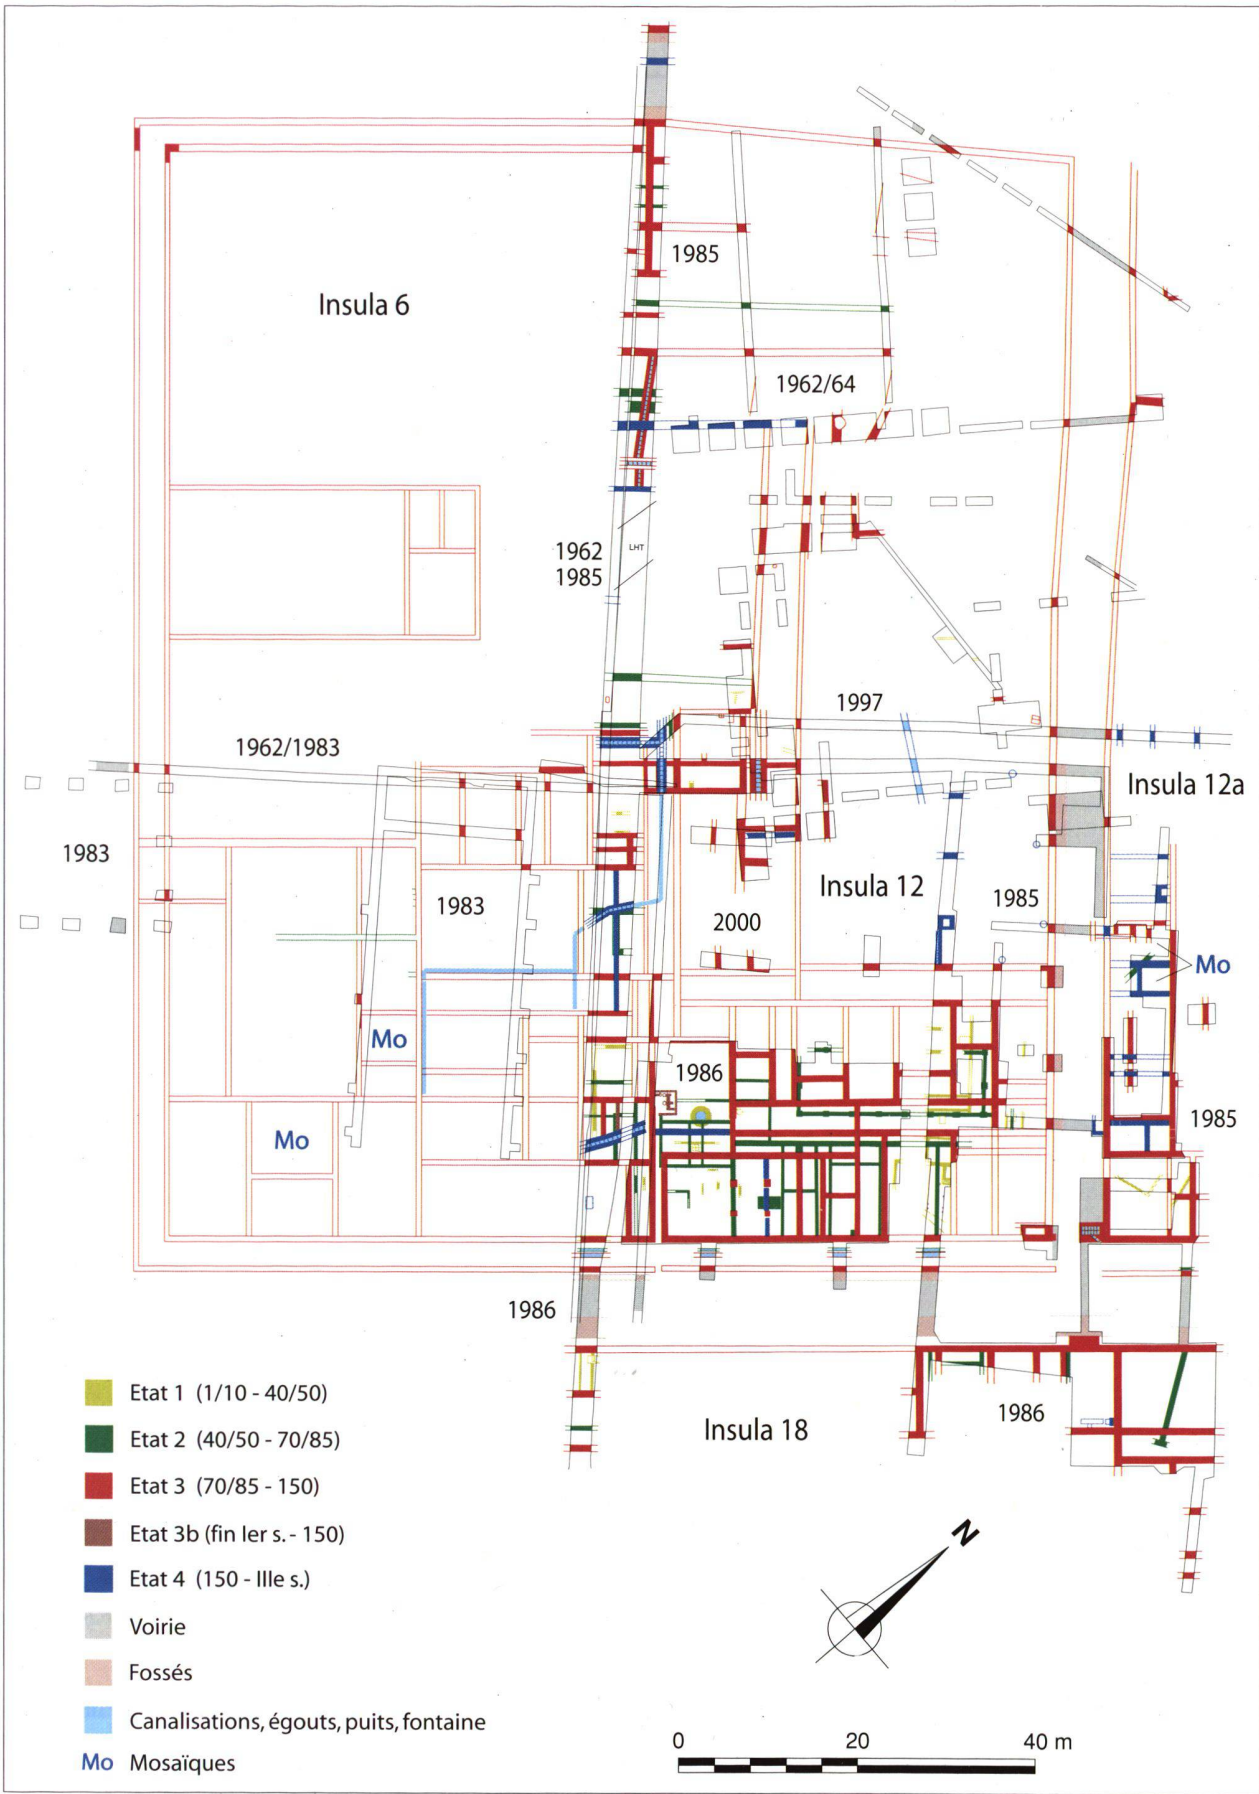 1985
Insula 6
1962/64
1962
1985
LHT
1997
1962/1983
Insula 12a
1983
1983
Insula 12
1985
2000
Mo
Mo
1986
1985
Mo
1986
Insula 18
1986
Etat 1 (1/10 - 40/50)
Etat 2 (40/50 - 70/85)
Etat 3 (70/85 - 150)
Etat 3b (fin Ier s. - 150)
Etat 4 (150 - IIIe s.)
Voirie
Fossés
Canalisations, égouts, puits, fontaine
Mo Mosaïques
N
0 20 40 m